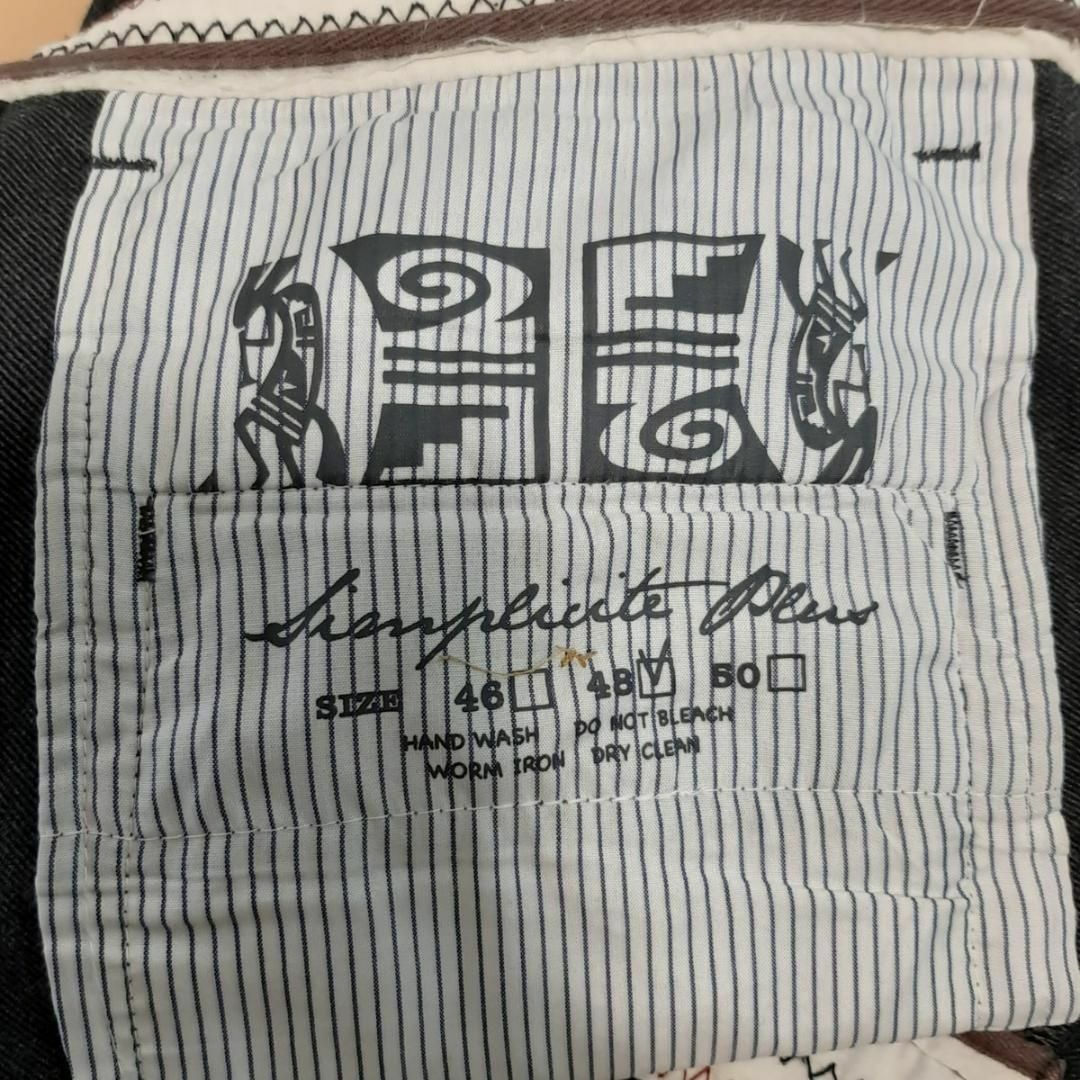 Simplicite Plus
SIZE 46 48 50
HAND WASH DO NOT BLEACH
WORM IRON DRY CLEAN